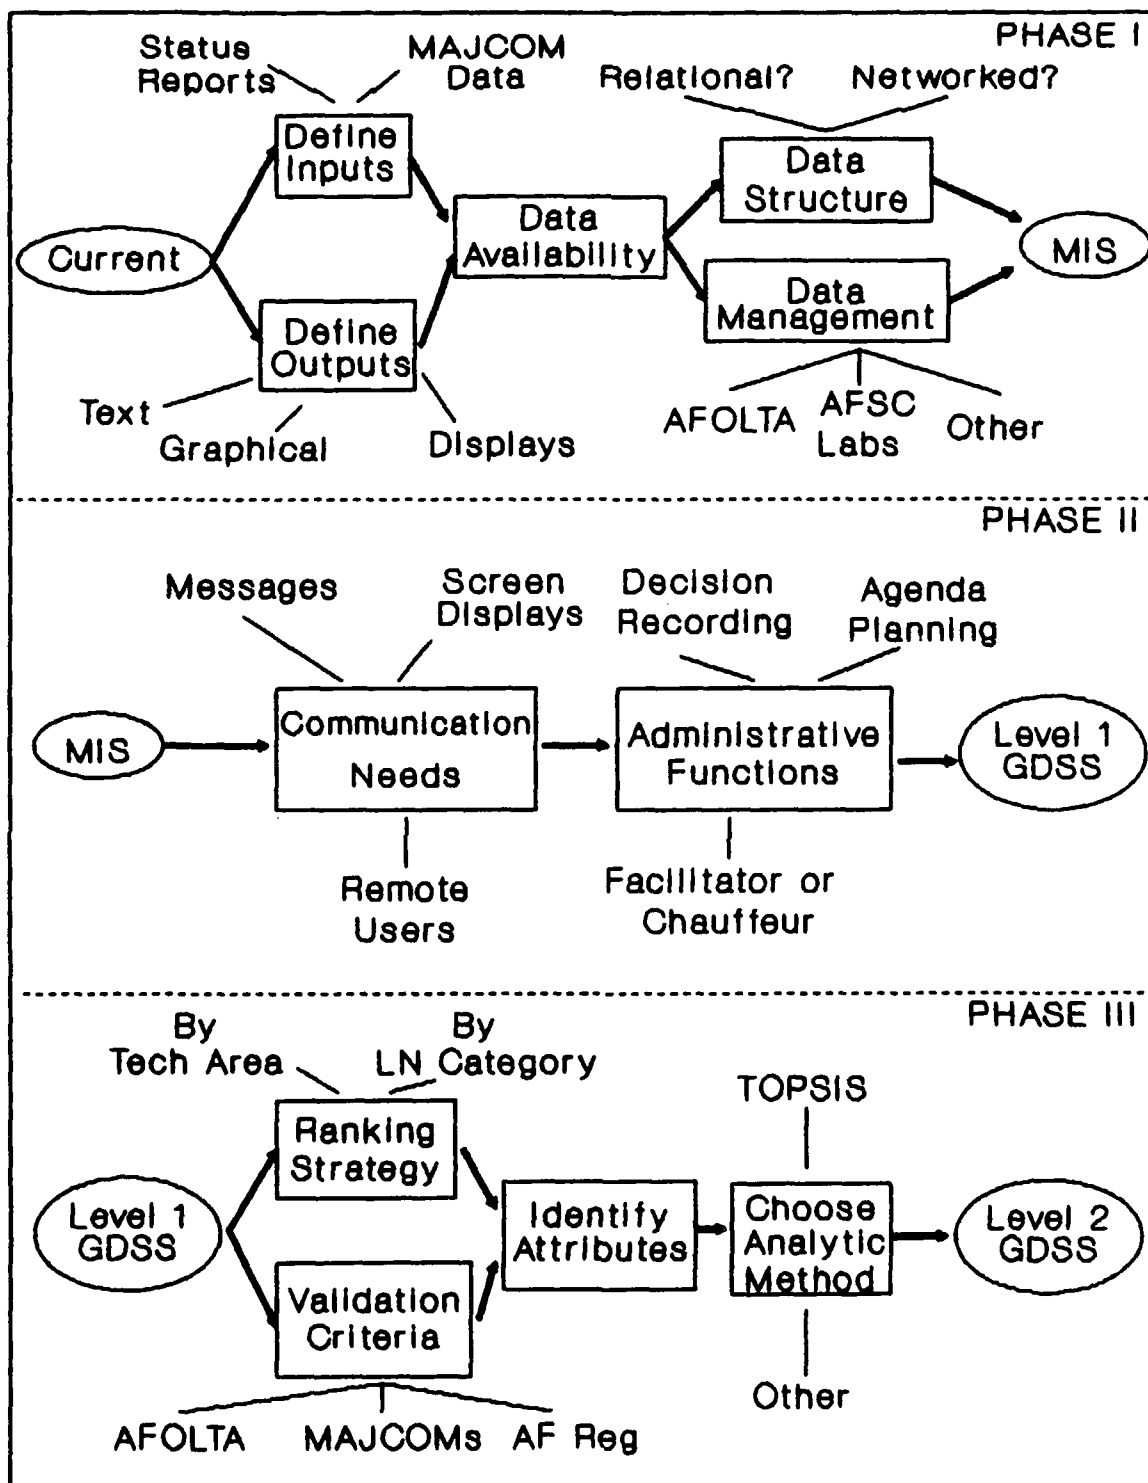 PHASE I
Status
Reports
MAJCOM
Data
Relational?
Networked?
Define
Inputs
Data
Structure
Current
Data
Availability
MIS
Define
Outputs
Data
Management
Text
Graphical
Displays
AFOLTA
AFSC
Labs
Other
PHASE II
Messages
Screen
Displays
Decision
Recording
Agenda
Planning
MIS
Communication
Needs
Administrative
Functions
Level 1
GDSS
Remote
Users
Facilitator or
Chauffeur
PHASE III
By
Tech Area
By
LN Category
TOPSIS
Ranking
Strategy
Level 1
GDSS
Identify
Attributes
Choose
Analytic
Method
Level 2
GDSS
Validation
Criteria
Other
AFOLTA
MAJCOMs
AF Reg